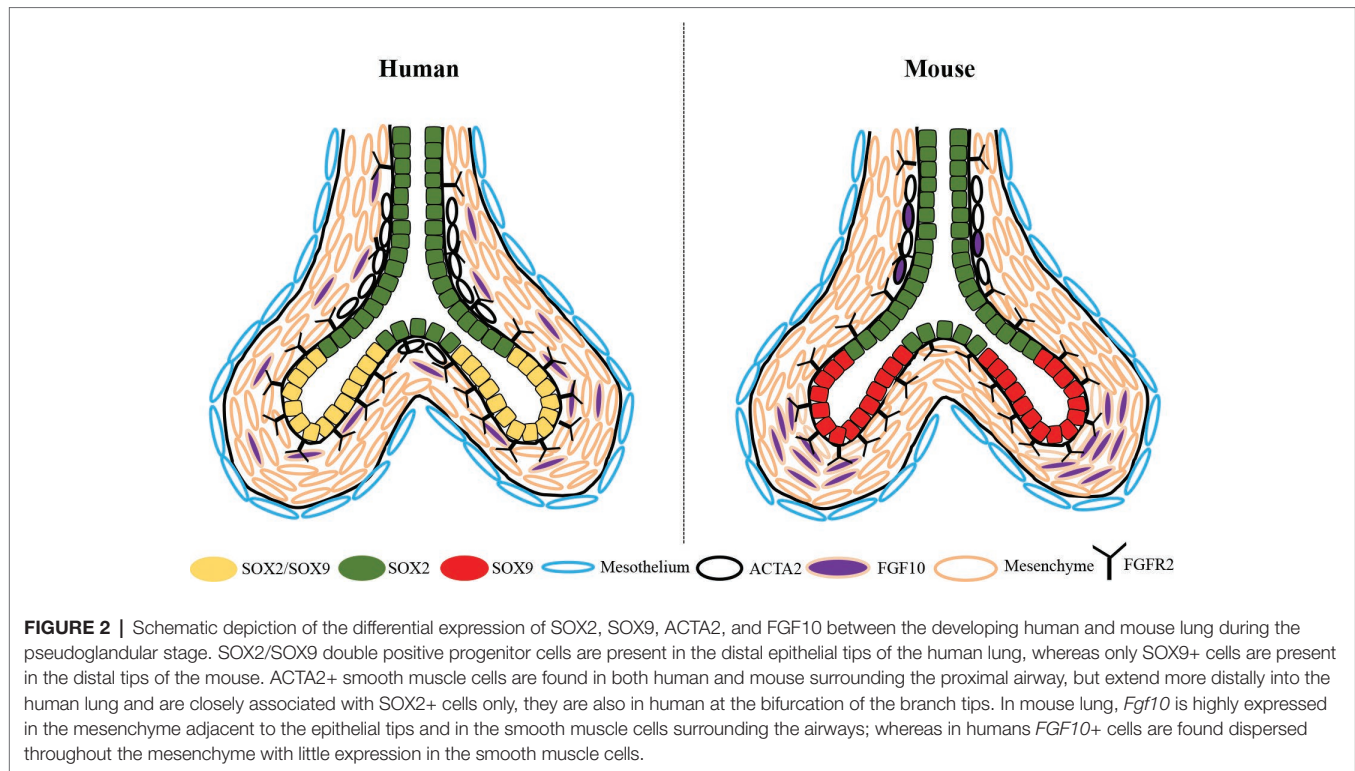 Human
Mouse
SOX2/SOX9 SOX2 SOX9 Mesothelium ACTA2 FGF10 Mesenchyme FGFR2
FIGURE 2 | Schematic depiction of the differential expression of SOX2, SOX9, ACTA2, and FGF10 between the developing human and mouse lung during the
pseudoglandular stage. SOX2/SOX9 double positive progenitor cells are present in the distal epithelial tips of the human lung, whereas only SOX9+ cells are present
in the distal tips of the mouse. ACTA2+ smooth muscle cells are found in both human and mouse surrounding the proximal airway, but extend more distally into the
human lung and are closely associated with SOX2+ cells only, they are also in human at the bifurcation of the branch tips. In mouse lung, Fgf10 is highly expressed
in the mesenchyme adjacent to the epithelial tips and in the smooth muscle cells surrounding the airways; whereas in humans FGF10+ cells are found dispersed
throughout the mesenchyme with little expression in the smooth muscle cells.